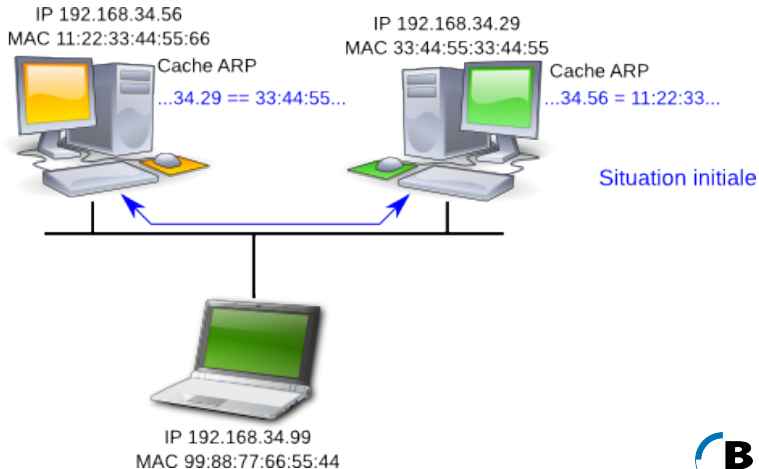 IP 192.168.34.56
MAC 11:22:33:44:55:66
Cache ARP
...34.29 == 33:44:55...
IP 192.168.34.29
MAC 33:44:55:33:44:55
Cache ARP
...34.56 = 11:22:33...
Situation initiale
IP 192.168.34.99
MAC 99:88:77:66:55:44
B